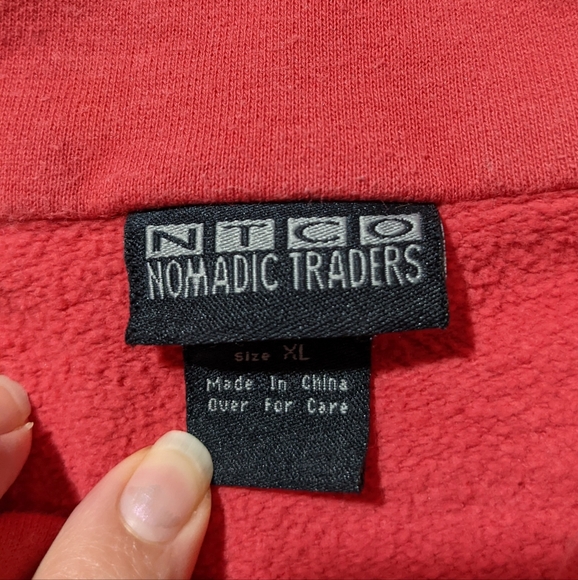 NTCO
NOMADIC TRADERS
Size XL
Made In China
Over For Care